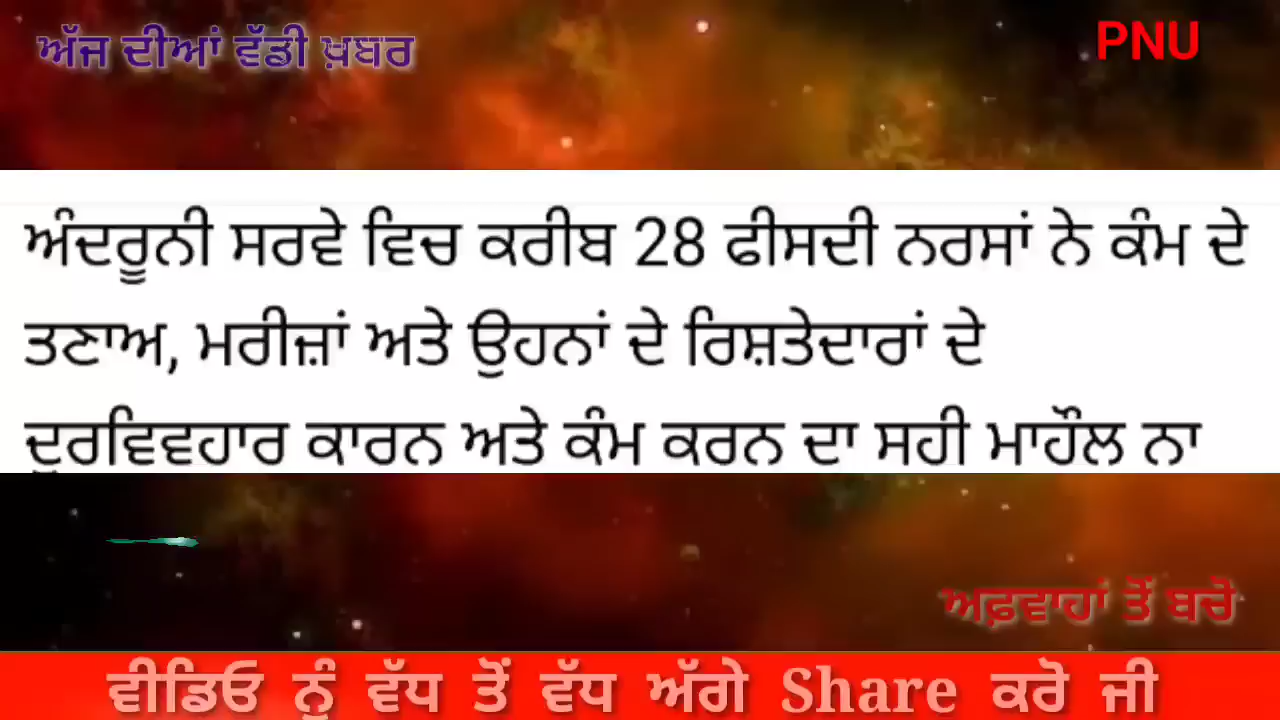 ਅੱਜ ਦੀਆਂ ਵੱਡੀ ਖ਼ਬਰ
PNU
ਅੰਦਰੂਨੀ ਸਰਵੇ ਵਿਚ ਕਰੀਬ 28 ਫੀਸਦੀ ਨਰਸਾਂ ਨੇ ਕੰਮ ਦੇ
ਤਣਾਅ, ਮਰੀਜ਼ਾਂ ਅਤੇ ਉਹਨਾਂ ਦੇ ਰਿਸ਼ਤੇਦਾਰਾਂ ਦੇ
ਦੁਰਵਿਵਹਾਰ ਕਾਰਨ ਅਤੇ ਕੰਮ ਕਰਨ ਦਾ ਸਹੀ ਮਾਹੌਲ ਨਾ
ਅਫ਼ਵਾਹਾਂ ਤੋਂ ਬਚੋ
ਵੀਡਿਓ ਨੂੰ ਵੱਧ ਤੋਂ ਵੱਧ ਅੱਗੇ Share ਕਰੋ ਜੀ